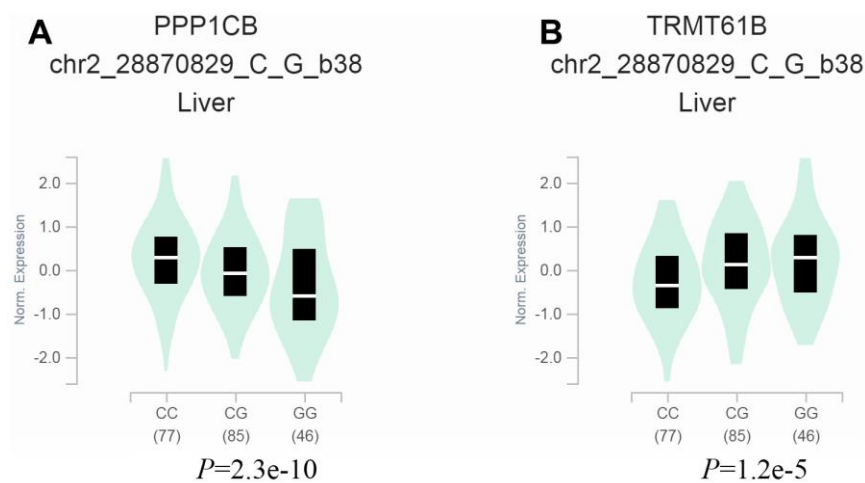 A
PPP1CB
chr2_28870829_C_G_b38
Liver
Norm. Expression
2.0
1.0
0.0
-1.0
-2.0
CC
CG
GG
(77)
(85)
(46)
P=2.3e-10
B
TRMT61B
chr2_28870829_C_G_b38
Liver
Norm. Expression
2.0
1.0
0.0
-1.0
-2.0
CC
CG
GG
(77)
(85)
(46)
P=1.2e-5